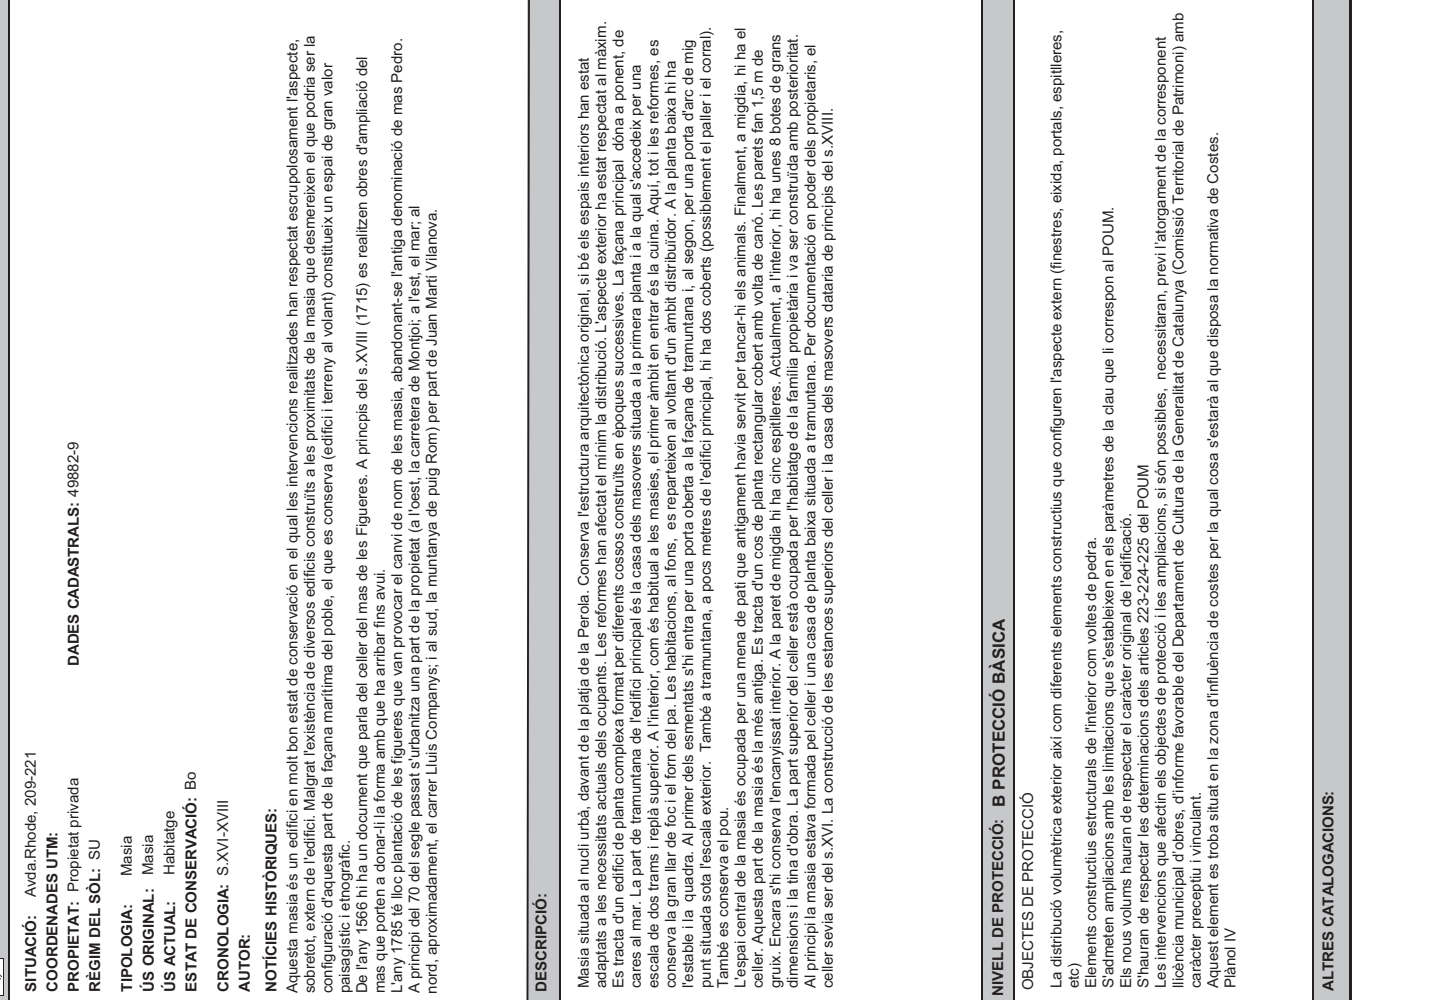 SITUACIÓ: Avda.Rhode, 209-221
COORDENADES UTM:
PROPIETAT: Propietat privada DADES CADASTRALS: 49882-9
RÈGIM DEL SÒL: SU
TIPOLOGIA: Masia
ÚS ORIGINAL: Masia
ÚS ACTUAL: Habitatge
ESTAT DE CONSERVACIÓ: Bo
CRONOLOGIA: S.XVI-XVIII
AUTOR:
NOTÍCIES HISTÒRIQUES:
Aquesta masia és un edifici en molt bon estat de conservació en el qual les intervencions realitzades han respectat escrupolosament l'aspecte,
sobretot, extern de l'edifici. Malgrat l'existència de diversos edificis construïts a les proximitats de la masia que desmereixen el que podria ser la
configuració d'aquesta part de la façana marítima del poble, el que es conserva (edifici i terreny al volant) constitueix un espai de gran valor
paisagístic i etnogràfic.
De l'any 1566 hi ha un document que parla del celler del mas de les Figueres. A principis del s.XVIII (1715) es realitzen obres d'ampliació del
mas que porten a donar-li la forma amb que ha arribar fins avui.
L'any 1785 té lloc plantació de les figueres que van provocar el canvi de nom de les masia, abandonant-se l'antiga denominació de mas Pedro.
A principi del 70 del segle passat s'urbanitza una part de la propietat (a l'oest, la carretera de Montjoi; a l'est, el mar; al
nord, aproximadament, el carrer Lluis Companys; i al sud, la muntanya de puig Rom) per part de Juan Martí Vilanova.
DESCRIPCIÓ:
Masia situada al nucli urbà, davant de la platja de la Perola. Conserva l'estructura arquitectònica original, si bé els espais interiors han estat
adaptats a les necessitats actuals dels ocupants. Les reformes han afectat el mínim la distribució. L'aspecte exterior ha estat respectat al màxim.
Es tracta d'un edifici de planta complexa format per diferents cossos construïts en èpoques successives. La façana principal dóna a ponent, de
cares al mar. La part de tramuntana de l'edifici principal és la casa dels masovers situada a la primera planta i a la qual s'accedeix per una
escala de dos trams i replà superior. A l'interior, com és habitual a les masies, el primer àmbit en entrar és la cuina. Aquí, tot i les reformes, es
conserva la gran llar de foc i el forn del pa. Les habitacions, al fons, es reparteixen al voltant d'un àmbit distribuïdor. A la planta baixa hi ha
l'estable i la quadra. Al primer dels esmentats s'hi entra per una porta oberta a la façana de tramuntana i, al segon, per una porta d'arc de mig
punt situada sota l'escala exterior. També a tramuntana, a pocs metres de l'edifici principal, hi ha dos coberts (possiblement el paller i el corral).
També es conserva el pou.
L'espai central de la masia és ocupada per una mena de pati que antigament havia servit per tancar-hi els animals. Finalment, a migdia, hi ha el
celler. Aquesta part de la masia és la més antiga. Es tracta d'un cos de planta rectangular cobert amb volta de canó. Les parets fan 1,5 m de
gruix. Encara s'hi conserva l'encanyissat interior. A la paret de migdia hi ha cinc espitlleres. Actualment, a l'interior, hi ha unes 8 botes de grans
dimensions i la tina d'obra. La part superior del celler està ocupada per l'habitatge de la família propietària i va ser construïda amb posterioritat.
Al principi la masia estava formada pel celler i una casa de planta baixa situada a tramuntana. Per documentació en poder dels propietaris, el
celler sevia ser de s.XVI. La construcció de les estances superiors del celler i la casa dels masovers dataria de principis del s.XVIII.
NIVELL DE PROTECCIÓ: B PROTECCIÓ BÀSICA
OBJECTES DE PROTECCIÓ
La distribució volumètrica exterior així com diferents elements constructius que configuren l'aspecte extern (finestres, eixida, portals, espitlleres,
etc)
Elements constructius estructurals de l'interior com voltes de pedra.
S'admeten ampliacions amb les limitacions que s'estableixen en els paràmetres de la clau que li correspon al POUM.
Els nous volums hauran de respectar el caràcter original de l'edificació.
S'hauran de respectar les determinacions dels articles 223-224-225 del POUM
Les intervencions que afectin els objectes de protecció i les ampliacions, si són possibles, necessitaran, previ l'atorgament de la corresponent
llicència municipal d'obres, d'informe favorable del Departament de Cultura de la Generalitat de Catalunya (Comissió Territorial de Patrimoni) amb
caràcter preceptiu i vinculant.
Aquest element es troba situat en la zona d'influència de costes per la qual cosa s'estarà al que disposa la normativa de Costes.
Plànol IV
ALTRES CATALOGACIONS: